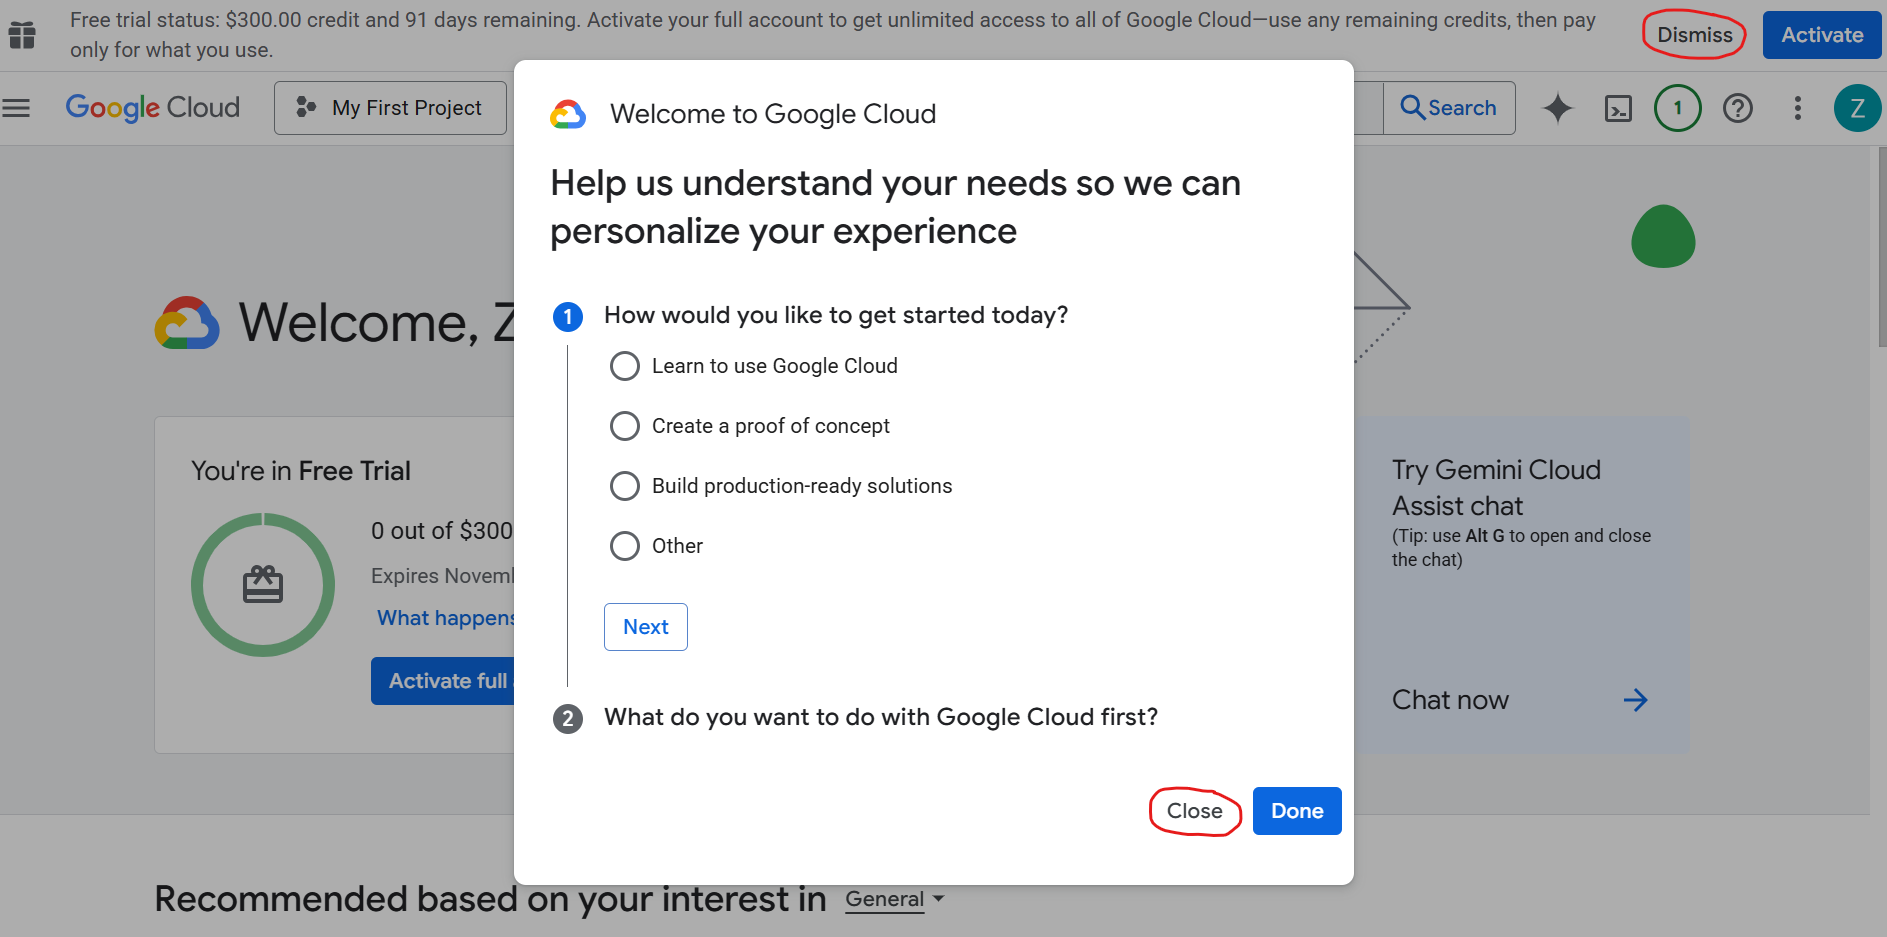 Free trial status: $300.00 credit and 91 days remaining. Activate your full account to get unlimited access to all of Google Cloud—use any remaining credits, then pay
only for what you use.
Dismiss
Activate
Google Cloud
My First Project
Search
1
Z
Welcome to Google Cloud
Help us understand your needs so we can
personalize your experience
1 How would you like to get started today?
Learn to use Google Cloud
Create a proof of concept
Build production-ready solutions
Other
Next
2 What do you want to do with Google Cloud first?
Close
Done
Welcome, Z
You're in Free Trial
0 out of $300
Expires
What happens
Activate full
Try Gemini Cloud
Assist chat
(Tip: use Alt G to open and close
the chat)
Chat now
Recommended based on your interest in General